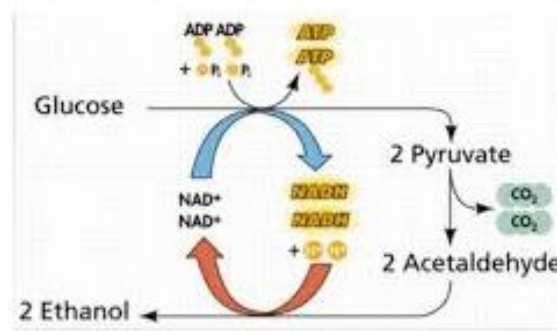 ADP ADP
ATP
ATP
+ Pᵢ Pᵢ
Glucose
2 Pyruvate
NAD⁺
NAD⁺
NADH
NADH
CO₂
CO₂
+ H⁺ H⁺
2 Acetaldehyde
2 Ethanol